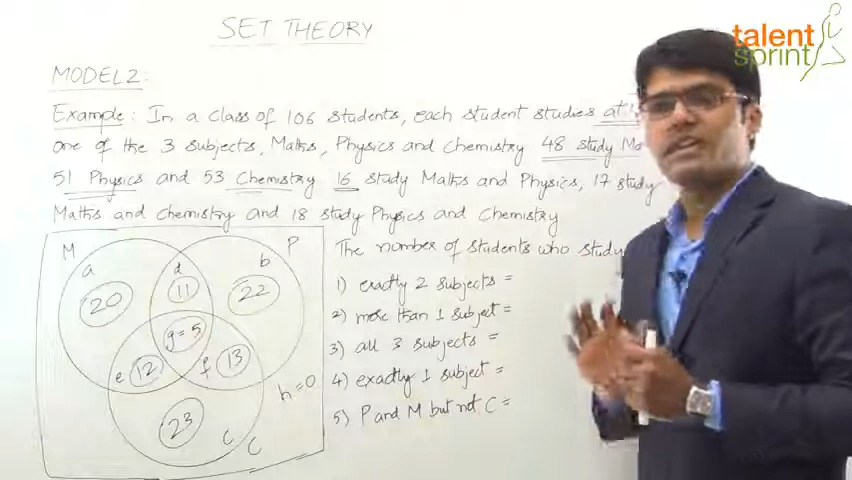 talent
sprint
SET THEORY
MODEL 2:
Example: In a class of 106 students, each student studies at
one of the 3 subjects, Maths, Physics and Chemistry 48 study Ma
51 Physics and 53 Chemistry 16 study Maths and Physics, 17 study
Maths and chemistry and 18 study Physics and Chemistry
The number of students who study
1) exactly 2 subjects =
2) more than 1 subject =
3) all 3 subjects =
4) exactly 1 subject =
5) P and M but not C =
M P
a d b
20 11 22
g=5
e 12 f 13
h=0
23 c C